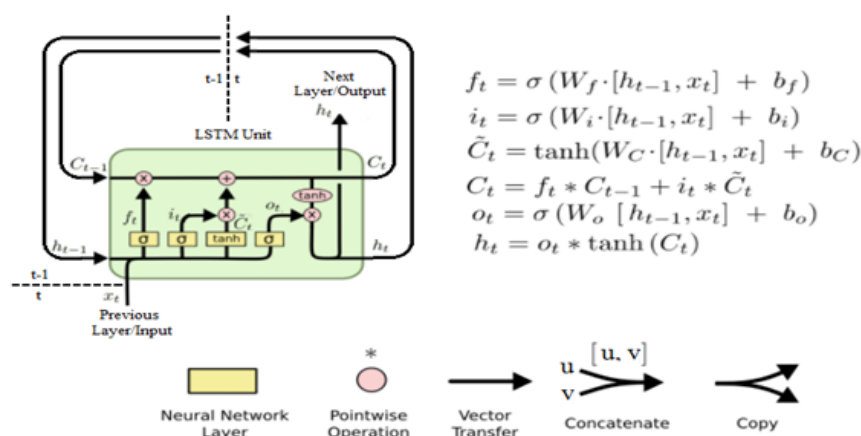 t-1 t
Next
Layer/Output
h_t
LSTM Unit
C_{t-1}
C_t
×
+
tanh
f_t
i_t
×
C̃_t
o_t
×
σ
σ
tanh
σ
h_{t-1}
h_t
t-1
t
x_t
Previous
Layer/Input
f_t = σ (W_f·[h_{t-1}, x_t] + b_f)
i_t = σ (W_i·[h_{t-1}, x_t] + b_i)
C̃_t = tanh(W_C·[h_{t-1}, x_t] + b_C)
C_t = f_t * C_{t-1} + i_t * C̃_t
o_t = σ (W_o [h_{t-1}, x_t] + b_o)
h_t = o_t * tanh (C_t)
*
u
v
[u, v]
Neural Network
Layer
Pointwise
Operation
Vector
Transfer
Concatenate
Copy